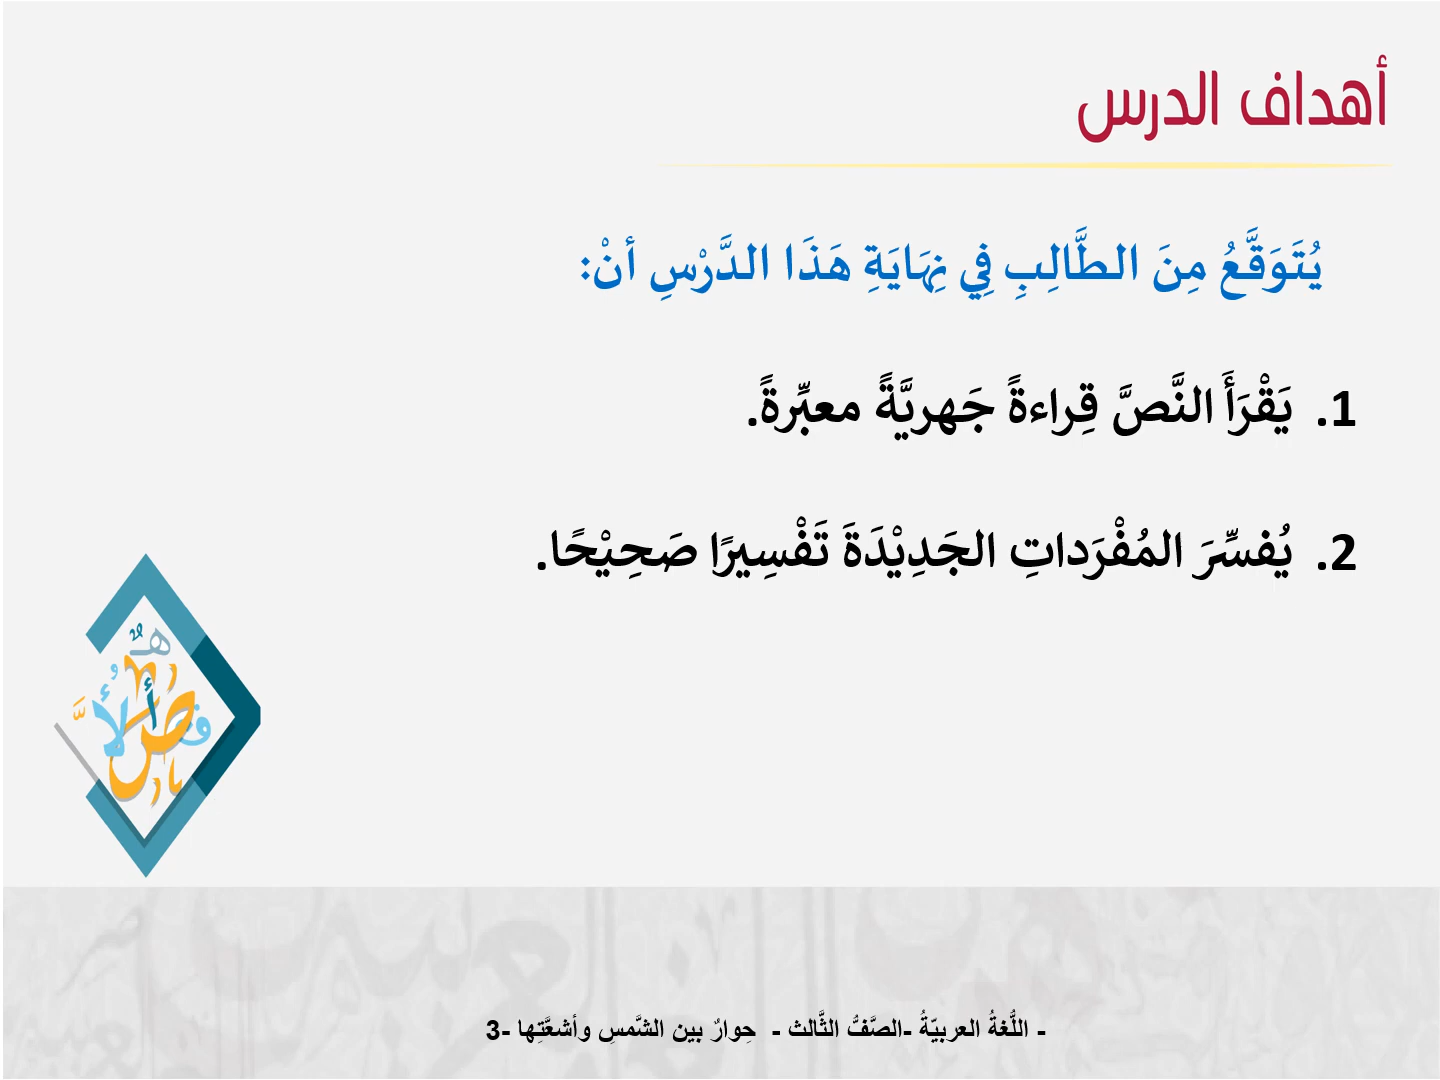 أهداف الدرس
يُتَوَقَّعُ مِنَ الطَّالِبِ فِي نِهَايَةِ هَذَا الدَّرْسِ أنْ:
1. يَقْرَأَ النَّصَّ قِراءةً جَهريَّةً معبِّرةً.
2. يُفسِّرَ المُفْرَداتِ الجَدِيْدَةَ تَفْسِيرًا صَحِيْحًا.
- اللُّغةُ العربيّةُ -الصَّفُّ الثَّالث - حِوارٌ بين الشَّمسِ وأشعَّتِها -3